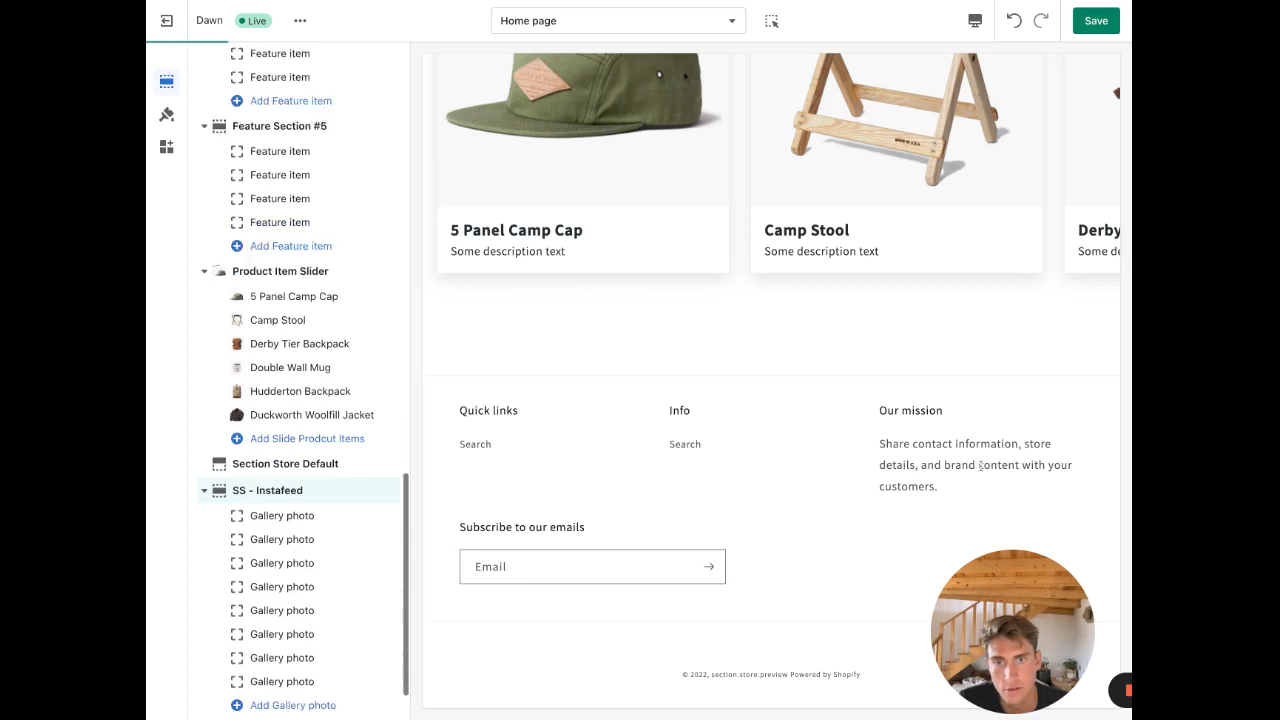 Dawn
Live
Home page
Save
Feature item
Feature item
Add Feature item
Feature Section #5
Feature item
Feature item
Feature item
Feature item
Add Feature item
Product Item Slider
5 Panel Camp Cap
Camp Stool
Derby Tier Backpack
Double Wall Mug
Hudderton Backpack
Duckworth Woolfill Jacket
Add Slide Prodcut items
Section Store Default
SS - Instafeed
Gallery photo
Gallery photo
Gallery photo
Gallery photo
Gallery photo
Gallery photo
Gallery photo
Gallery photo
Add Gallery photo
5 Panel Camp Cap
Some description text
Camp Stool
Some description text
Derby
Some de
Quick links
Search
Info
Search
Our mission
Share contact information, store
details, and brand content with your
customers.
Subscribe to our emails
Email
© 2022, section.store.preview Powered by Shopify